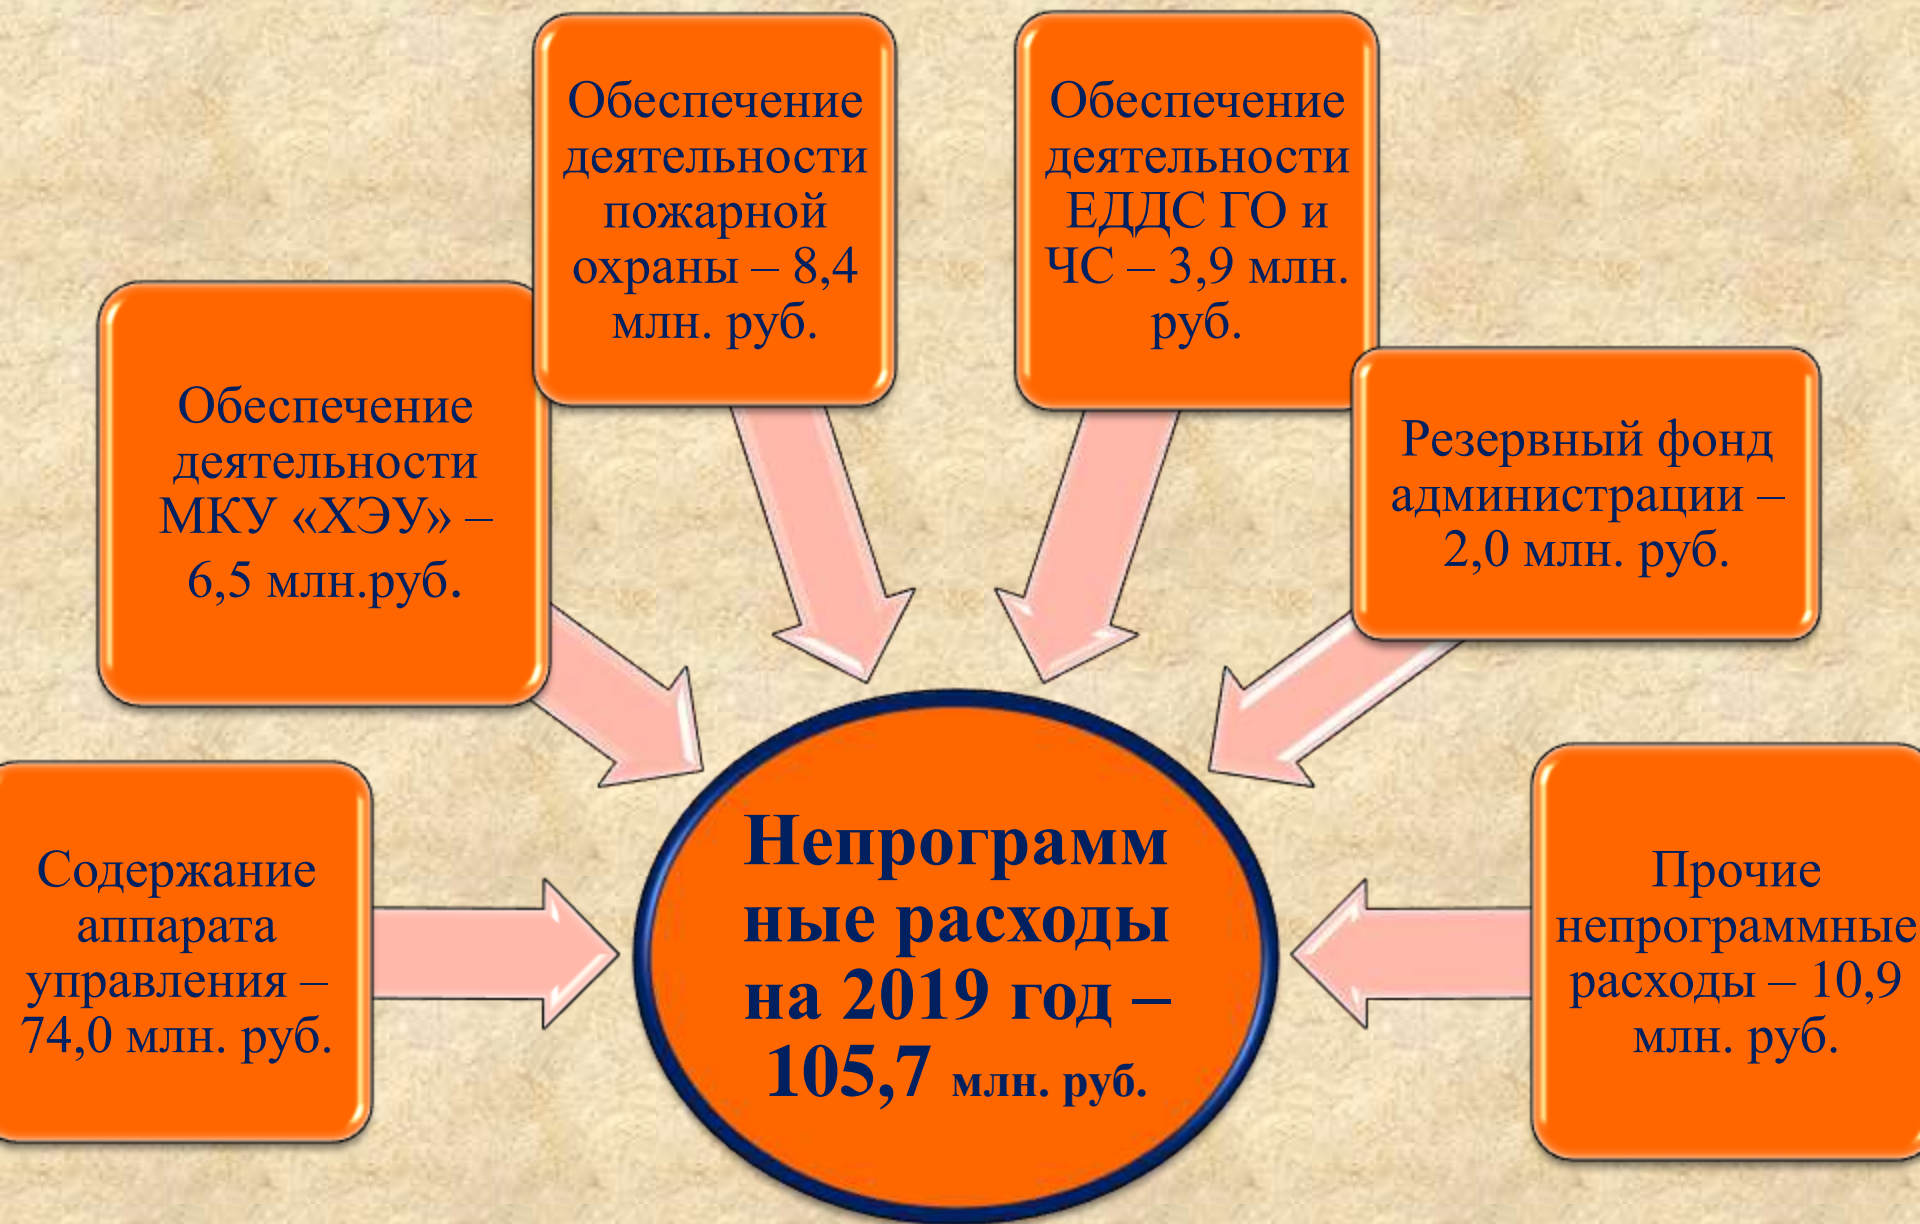 Обеспечение
деятельности
пожарной
охраны – 8,4
млн. руб.
Обеспечение
деятельности
ЕДДС ГО и
ЧС – 3,9 млн.
руб.
Обеспечение
деятельности
МКУ «ХЭУ» –
6,5 млн.руб.
Резервный фонд
администрации –
2,0 млн. руб.
Содержание
аппарата
управления –
74,0 млн. руб.
Непрограмм
ные расходы
на 2019 год –
105,7 млн. руб.
Прочие
непрограммные
расходы – 10,9
млн. руб.